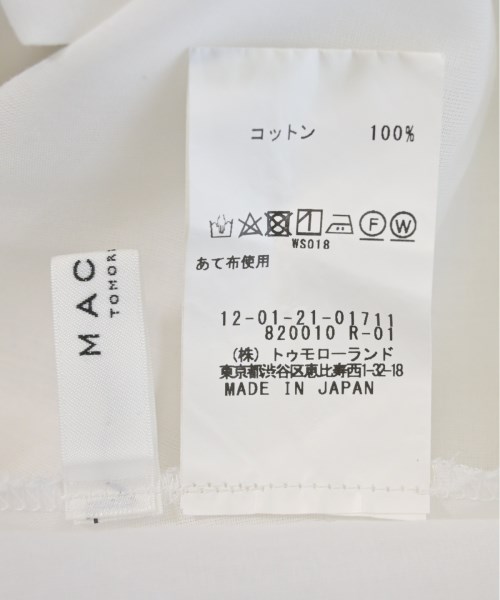 コットン 100%
WS018
あて布使用
12-01-21-01711
820010 R-01
(株) トゥモローランド
東京都渋谷区恵比寿西1-32-18
MADE IN JAPAN
MAC
TOMOR